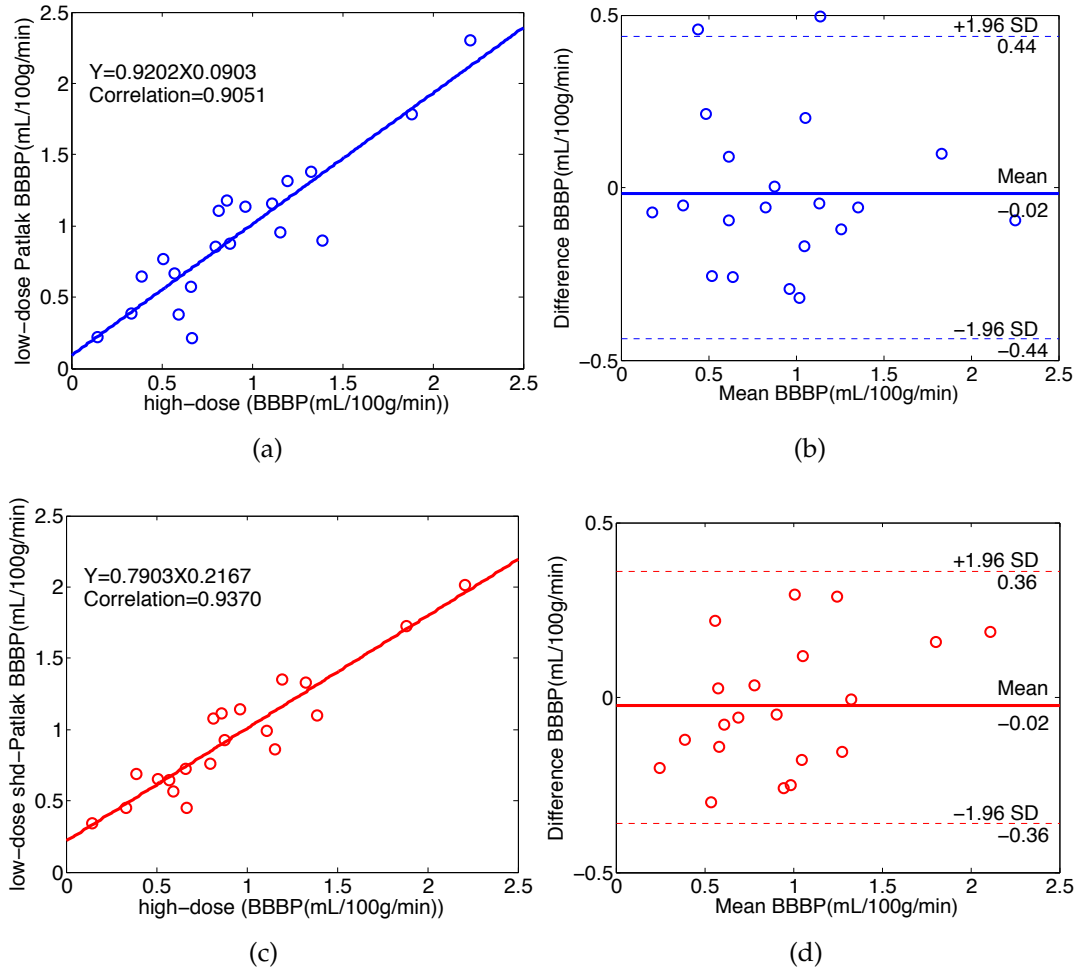 2.5
2
1.5
1
0.5
0
low-dose Patlak BBBP(mL/100g/min)
Y=0.9202X0.0903
Correlation=0.9051
0 0.5 1 1.5 2 2.5
high-dose (BBBP(mL/100g/min))
(a)
0.5
0
-0.5
Difference BBBP(mL/100g/min)
+1.96 SD
0.44
Mean
-0.02
-1.96 SD
-0.44
0 0.5 1 1.5 2 2.5
Mean BBBP(mL/100g/min)
(b)
2.5
2
1.5
1
0.5
0
low-dose shd-Patlak BBBP(mL/100g/min)
Y=0.7903X0.2167
Correlation=0.9370
0 0.5 1 1.5 2 2.5
high-dose (BBBP(mL/100g/min))
(c)
0.5
0
-0.5
Difference BBBP(mL/100g/min)
+1.96 SD
0.36
Mean
-0.02
-1.96 SD
-0.36
0 0.5 1 1.5 2 2.5
Mean BBBP(mL/100g/min)
(d)